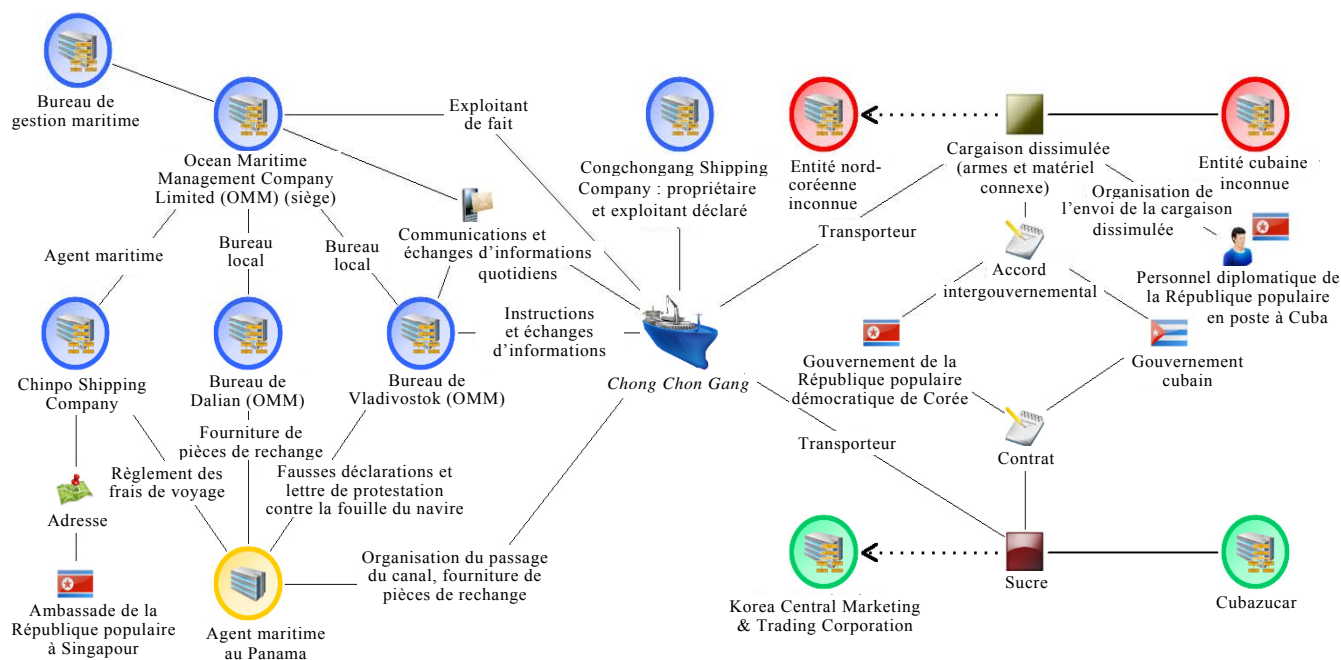 Bureau de
gestion maritime
Ocean Maritime
Management Company
Limited (OMM) (siège)
Exploitant
de fait
Congchongang Shipping
Company : propriétaire
et exploitant déclaré
Entité nord-
coréenne
inconnue
Cargaison dissimulée
(armes et matériel
connexe)
Entité cubaine
inconnue
Organisation de
l'envoi de la cargaison
dissimulée
Transporteur
Agent maritime
Bureau
local
Bureau
local
Communications et
échanges d'informations
quotidiens
Accord
intergouvernemental
Personnel diplomatique de
la République populaire
en poste à Cuba
Instructions
et échanges
d'informations
Chinpo Shipping
Company
Bureau de
Dalian (OMM)
Bureau de
Vladivostok (OMM)
Chong Chon Gang
Gouvernement de la
République populaire
démocratique de Corée
Gouvernement
cubain
Fourniture de
pièces de rechange
Transporteur
Contrat
Règlement des
frais de voyage
Fausses déclarations et
lettre de protestation
contre la fouille du navire
Adresse
Organisation du passage
du canal, fourniture de
pièces de rechange
Sucre
Ambassade de la
République populaire
à Singapour
Agent maritime
au Panama
Korea Central Marketing
& Trading Corporation
Cubazucar